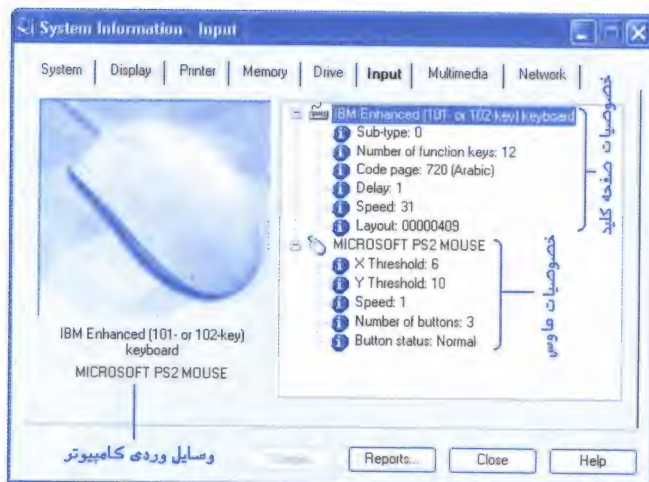 System Information - Input
System | Display | Printer | Memory | Drive | Input | Multimedia | Network
IBM Enhanced (101- or 102-key) keyboard
Sub-type: 0
Number of function keys: 12
Code page: 720 (Arabic)
Delay: 1
Speed: 31
Layout: 00000409
خصوصیات صفحه کلید
MICROSOFT PS2 MOUSE
X Threshold: 6
Y Threshold: 10
Speed: 1
Number of buttons: 3
Button status: Normal
خصوصیات ماوس
IBM Enhanced (101- or 102-key)
keyboard
MICROSOFT PS2 MOUSE
وسایل وردی کامپیوتر
Reports...
Close
Help